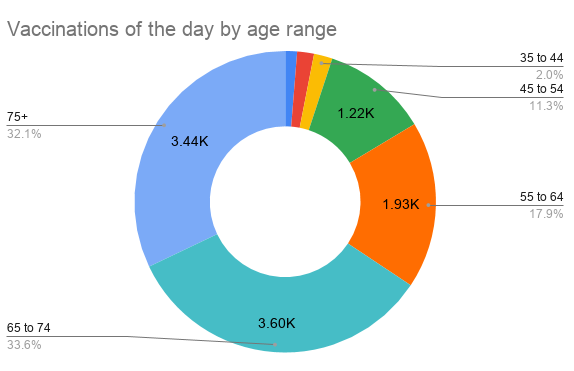 Vaccinations of the day by age range
35 to 44
2.0%
45 to 54
11.3%
75+
32.1%
3.44K
1.22K
1.93K
55 to 64
17.9%
3.60K
65 to 74
33.6%